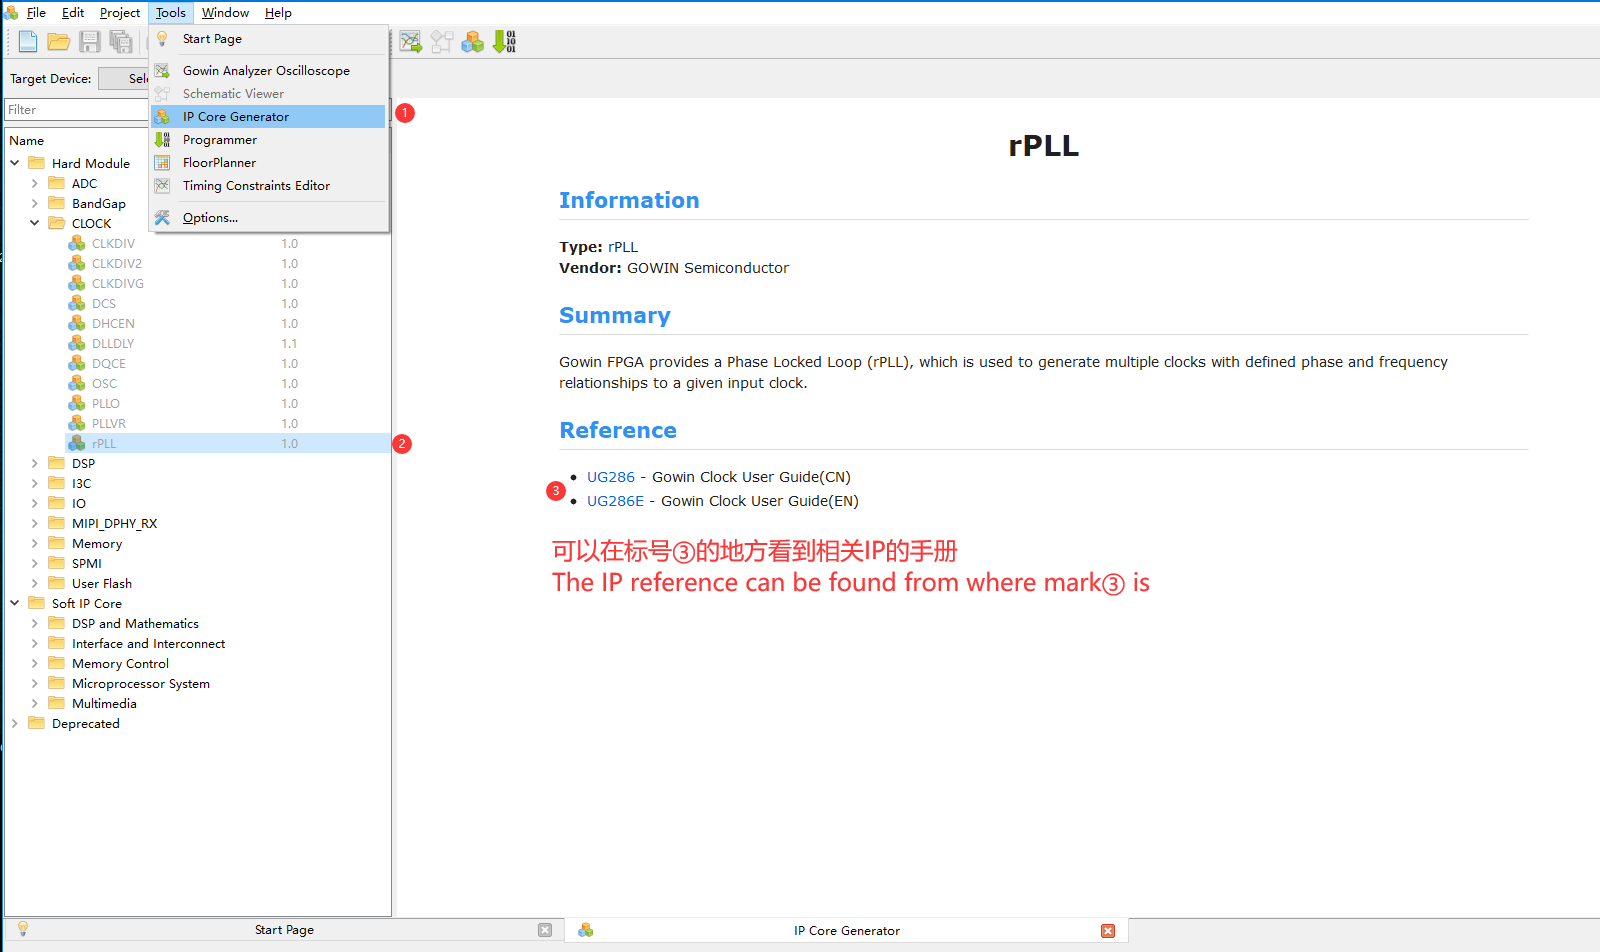 File Edit Project Tools Window Help
Start Page
Gowin Analyzer Oscilloscope
Schematic Viewer
IP Core Generator
Programmer
FloorPlanner
Timing Constraints Editor
Options...
Target Device:
Filter
Name
Hard Module
ADC
BandGap
CLOCK
CLKDIV 1.0
CLKDIV2 1.0
CLKDIVG 1.0
DCS 1.0
DHCEN 1.0
DLLDLY 1.1
DQCE 1.0
OSC 1.0
PLLO 1.0
PLLVR 1.0
rPLL 1.0
DSP
I3C
IO
MIPI_DPHY_RX
Memory
SPMI
User Flash
Soft IP Core
DSP and Mathematics
Interface and Interconnect
Memory Control
Microprocessor System
Multimedia
Deprecated
1
2
rPLL
Information
Type: rPLL
Vendor: GOWIN Semiconductor
Summary
Gowin FPGA provides a Phase Locked Loop (rPLL), which is used to generate multiple clocks with defined phase and frequency
relationships to a given input clock.
Reference
3
UG286 - Gowin Clock User Guide(CN)
UG286E - Gowin Clock User Guide(EN)
可以在标号③的地方看到相关IP的手册
The IP reference can be found from where mark③ is
Start Page
IP Core Generator